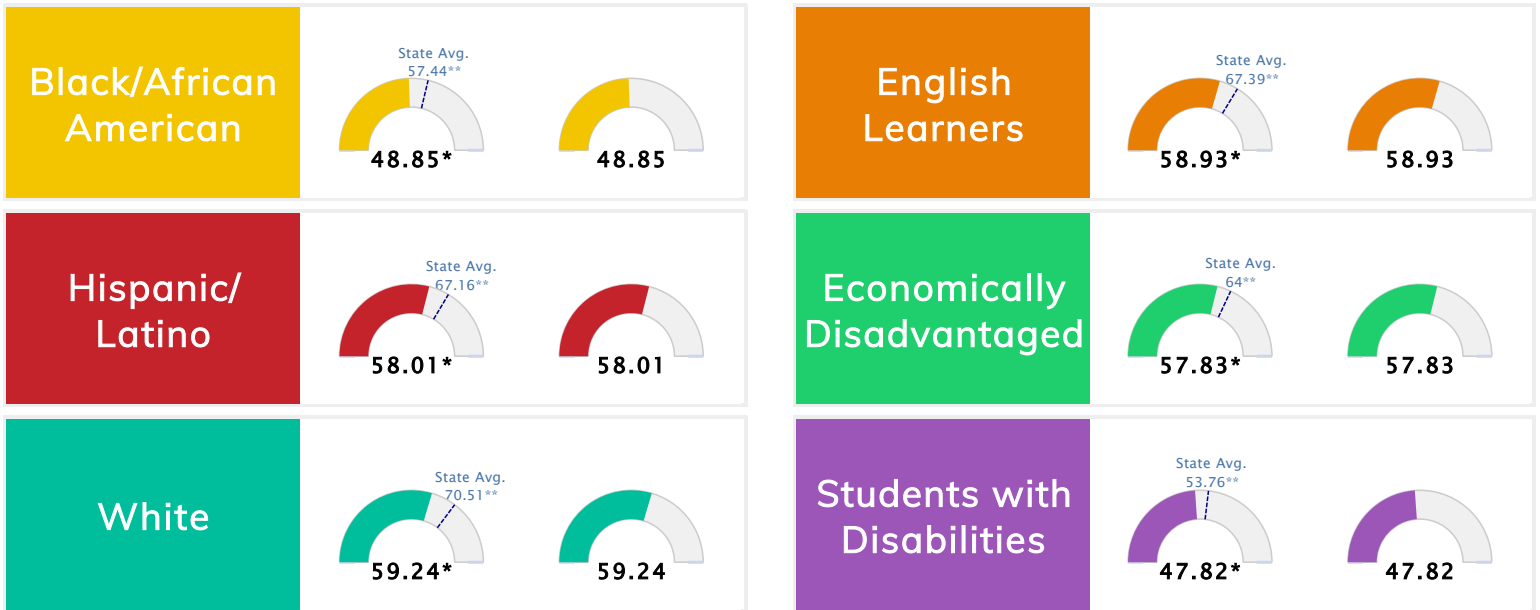 Black/African
American
State Avg.
57.44**
48.85*
48.85
English
Learners
State Avg.
67.39**
58.93*
58.93
Hispanic/
Latino
State Avg.
67.16**
58.01*
58.01
Economically
Disadvantaged
State Avg.
64**
57.83*
57.83
White
State Avg.
70.51**
59.24*
59.24
Students with
Disabilities
State Avg.
53.76**
47.82*
47.82